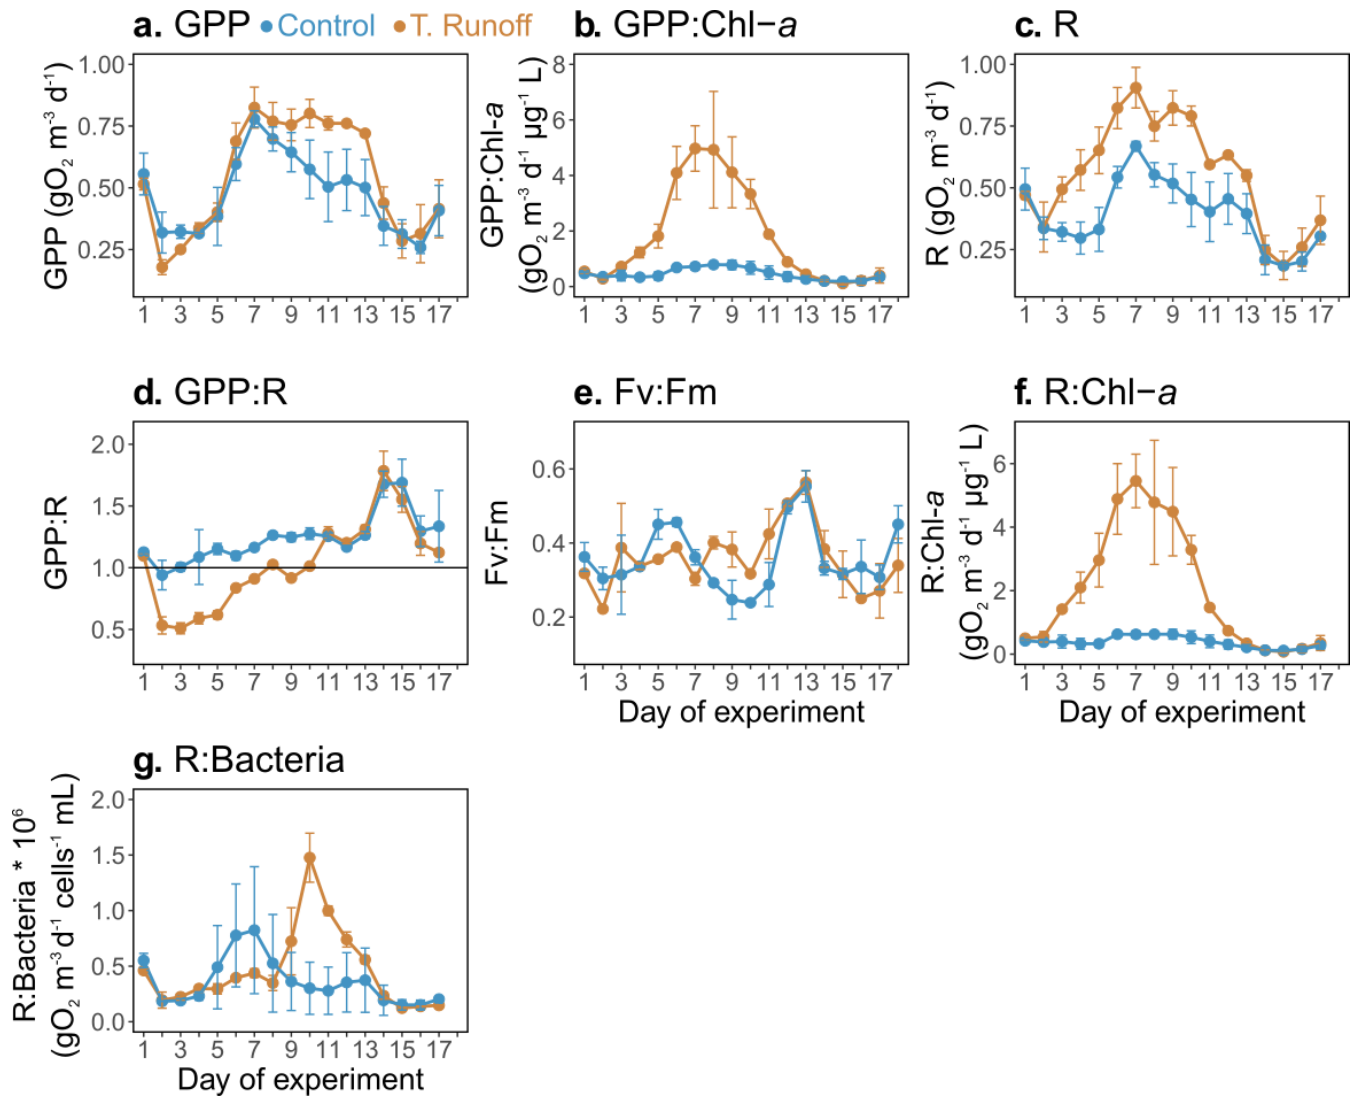 a. GPP
Control
T. Runoff
GPP (gO₂ m⁻³ d⁻¹)
1.00
0.75
0.50
0.25
1 3 5 7 9 11 13 15 17
b. GPP:Chl−a
GPP:Chl-a
(gO₂ m⁻³ d⁻¹ µg⁻¹ L)
8
6
4
2
0
1 3 5 7 9 11 13 15 17
c. R
R (gO₂ m⁻³ d⁻¹)
1.00
0.75
0.50
0.25
1 3 5 7 9 11 13 15 17
d. GPP:R
GPP:R
2.0
1.5
1.0
0.5
1 3 5 7 9 11 13 15 17
e. Fv:Fm
Fv:Fm
0.6
0.4
0.2
1 3 5 7 9 11 13 15 17
Day of experiment
f. R:Chl−a
R:Chl-a
(gO₂ m⁻³ d⁻¹ µg⁻¹ L)
6
4
2
0
1 3 5 7 9 11 13 15 17
Day of experiment
g. R:Bacteria
R:Bacteria * 10⁶
(gO₂ m⁻³ d⁻¹ cells⁻¹ mL)
2.0
1.5
1.0
0.5
0.0
1 3 5 7 9 11 13 15 17
Day of experiment